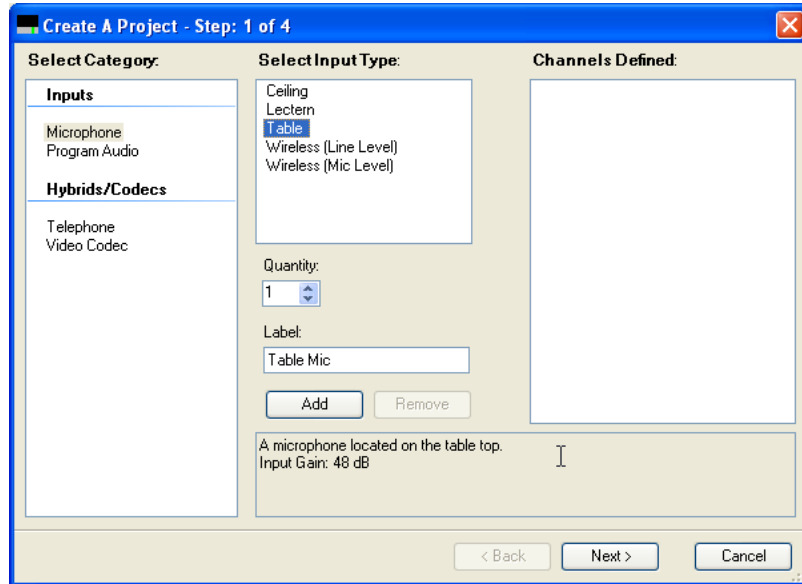 Create A Project - Step: 1 of 4
Select Category:
Inputs
Microphone
Program Audio
Hybrids/Codecs
Telephone
Video Codec
Select Input Type:
Ceiling
Lectern
Table
Wireless (Line Level)
Wireless (Mic Level)
Quantity:
1
Label:
Table Mic
Add
Remove
Channels Defined:
A microphone located on the table top.
Input Gain: 48 dB
< Back
Next >
Cancel